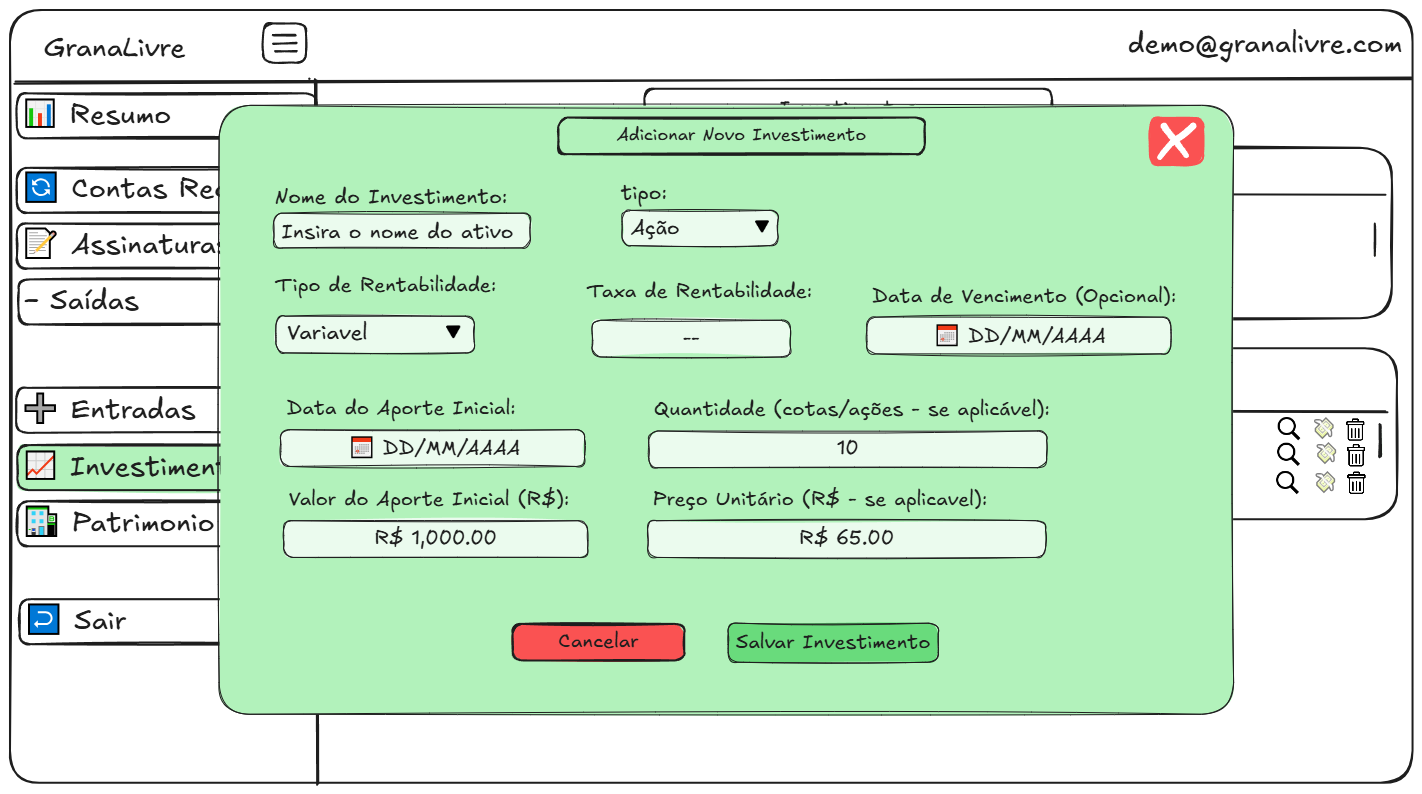 GranaLivre
demo@granalivre.com
Resumo
Adicionar Novo Investimento
Contas Rec
Nome do Investimento:
tipo:
Insira o nome do ativo
Ação
Assinaturas
Tipo de Rentabilidade:
Taxa de Rentabilidade:
Data de Vencimento (Opcional):
- Saídas
Variavel
--
DD/MM/AAAA
Entradas
Data do Aporte Inicial:
Quantidade (cotas/ações - se aplicável):
DD/MM/AAAA
10
Investiment
Valor do Aporte Inicial (R$):
Preço Unitário (R$ - se aplicavel):
Patrimonio
R$ 1,000.00
R$ 65.00
Sair
Cancelar
Salvar Investimento